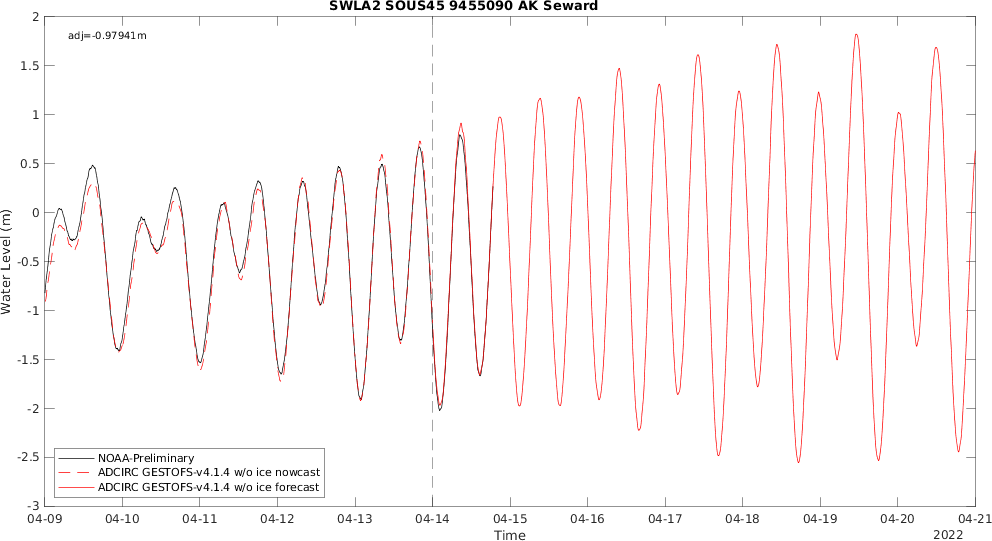 SWLA2 SOUS45 9455090 AK Seward
adj=-0.97941m
2
1.5
1
0.5
0
-0.5
-1
-1.5
-2
-2.5
-3
Water Level (m)
NOAA-Preliminary
ADCIRC GESTOFS-v4.1.4 w/o ice nowcast
ADCIRC GESTOFS-v4.1.4 w/o ice forecast
04-09 04-10 04-11 04-12 04-13 04-14 04-15 04-16 04-17 04-18 04-19 04-20 04-21
Time
2022